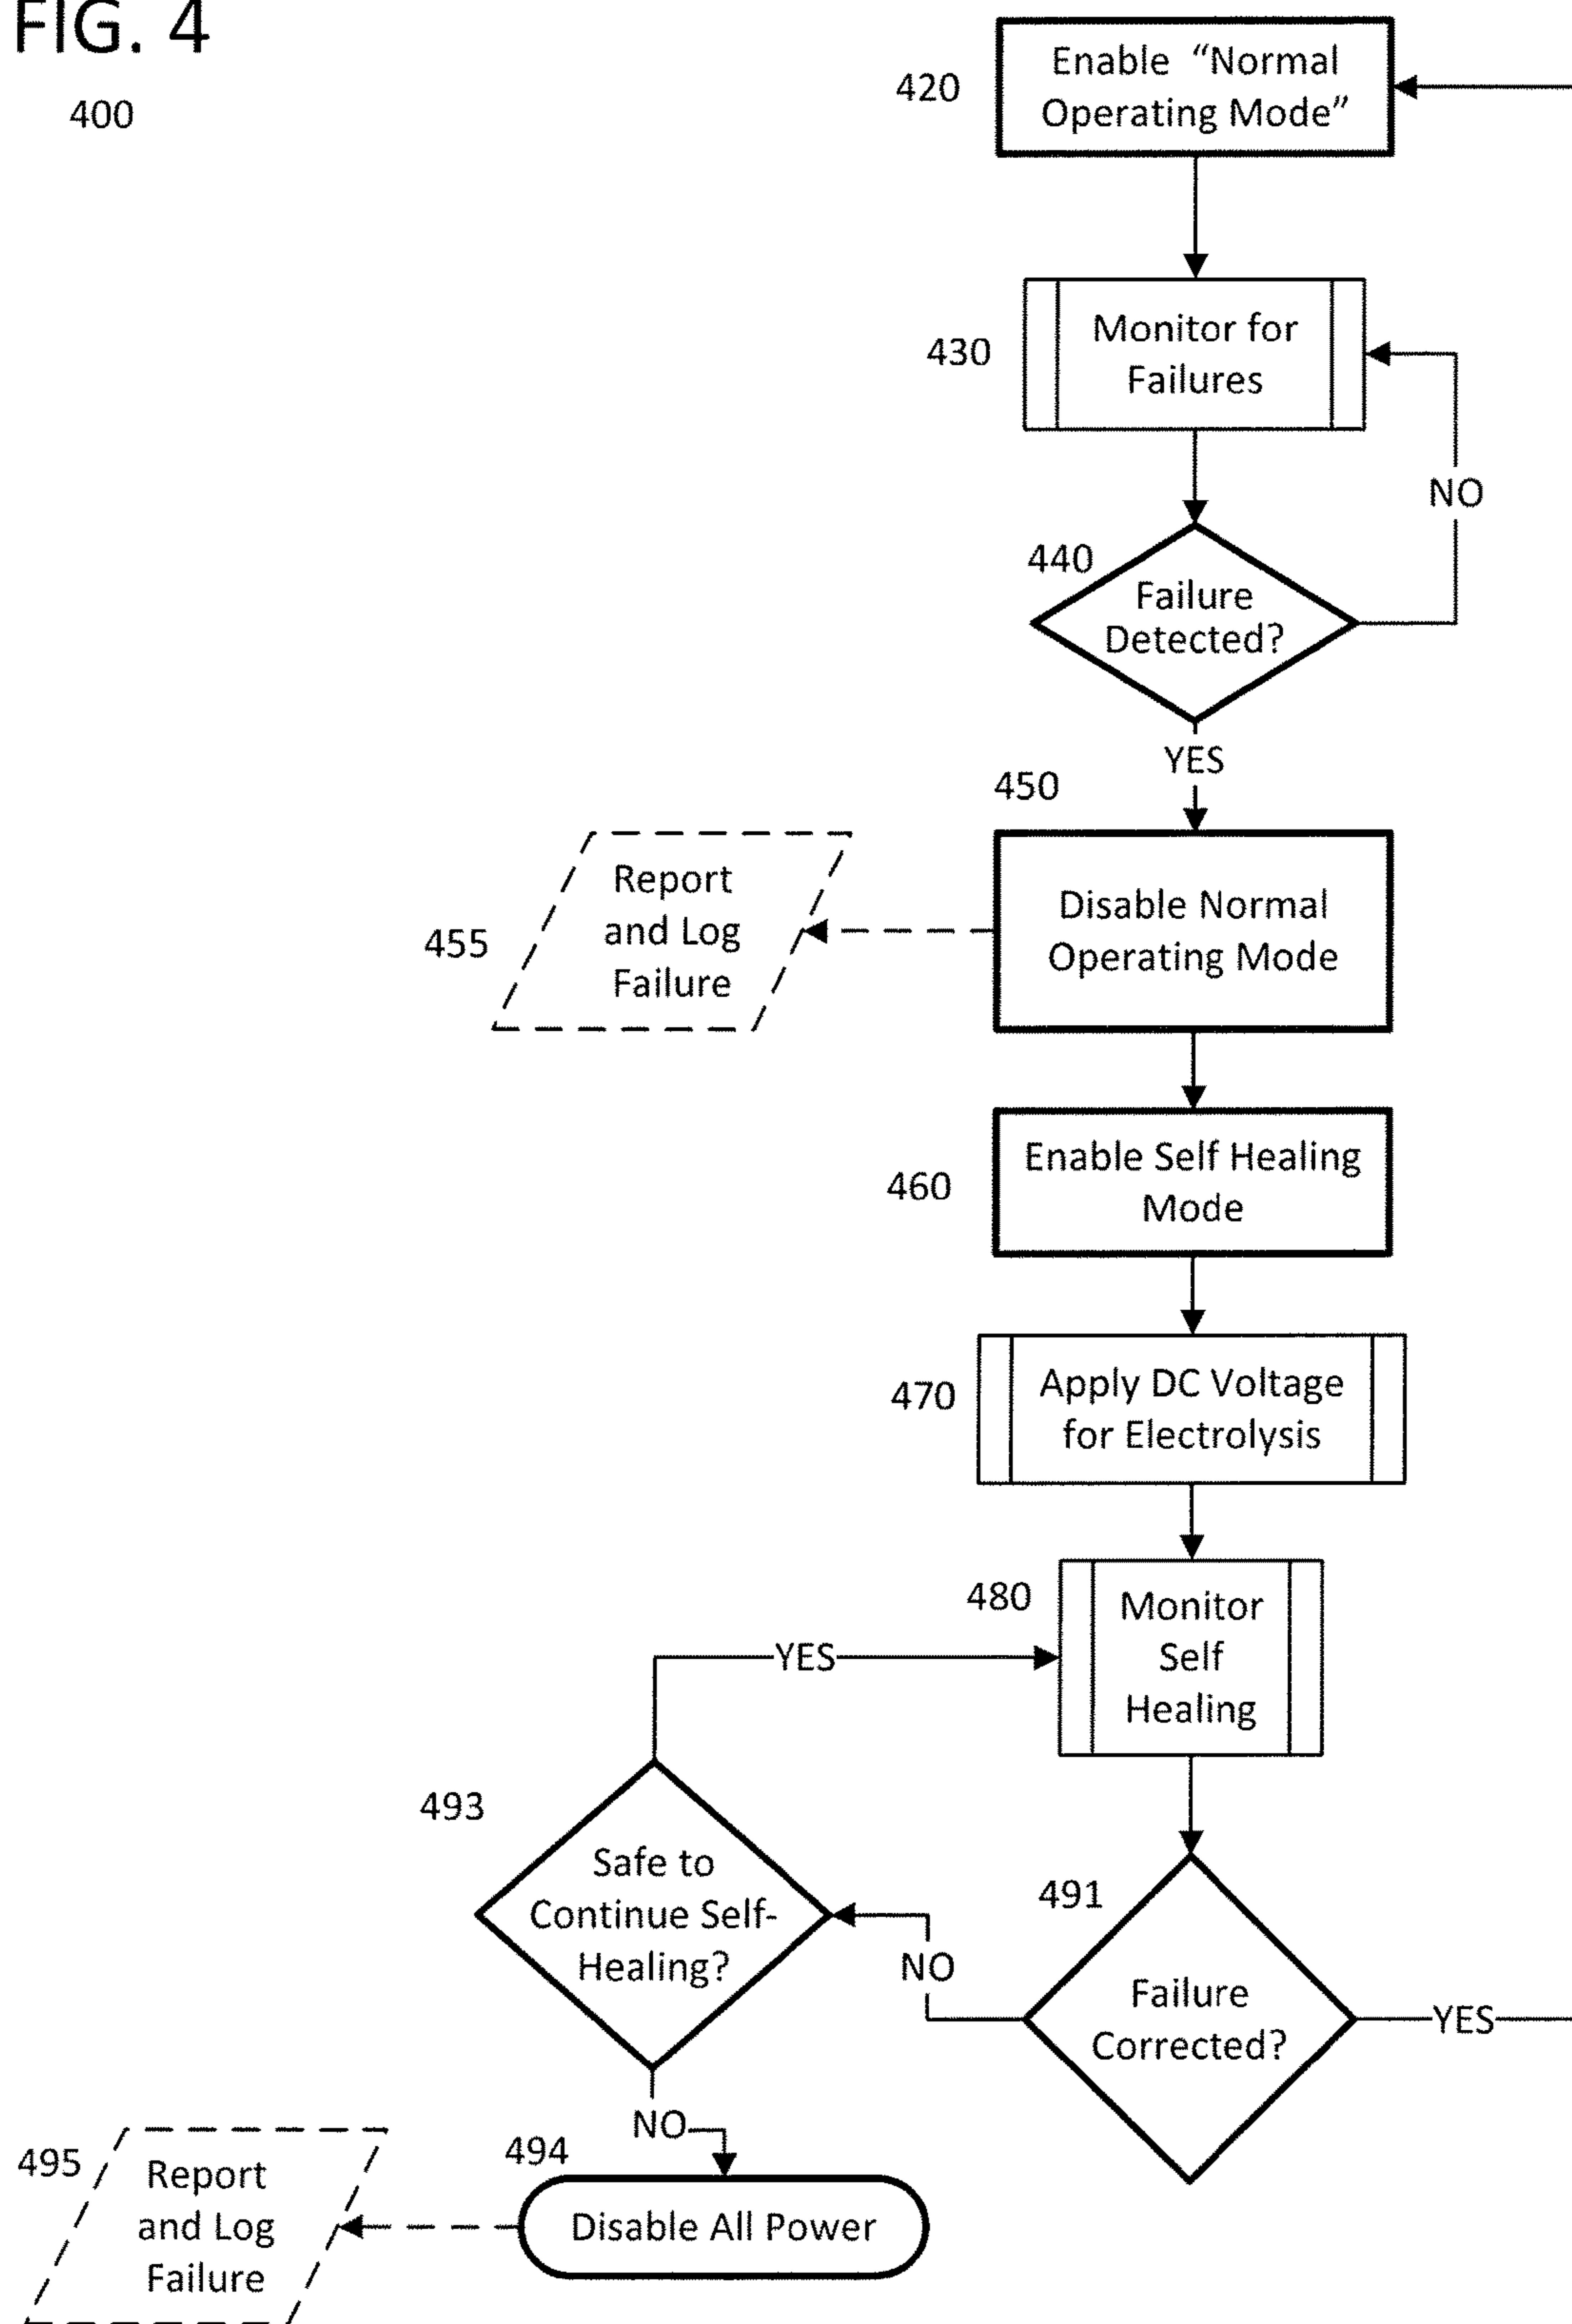 FIG. 4
400
420
Enable “Normal
Operating Mode”
430
Monitor for
Failures
NO
440
Failure
Detected?
YES
450
Disable Normal
Operating Mode
455
Report
and Log
Failure
460
Enable Self Healing
Mode
470
Apply DC Voltage
for Electrolysis
480
Monitor
Self
Healing
YES
493
Safe to
Continue Self-
Healing?
491
NO
Failure
Corrected?
YES
NO
494
Disable All Power
495
Report
and Log
Failure